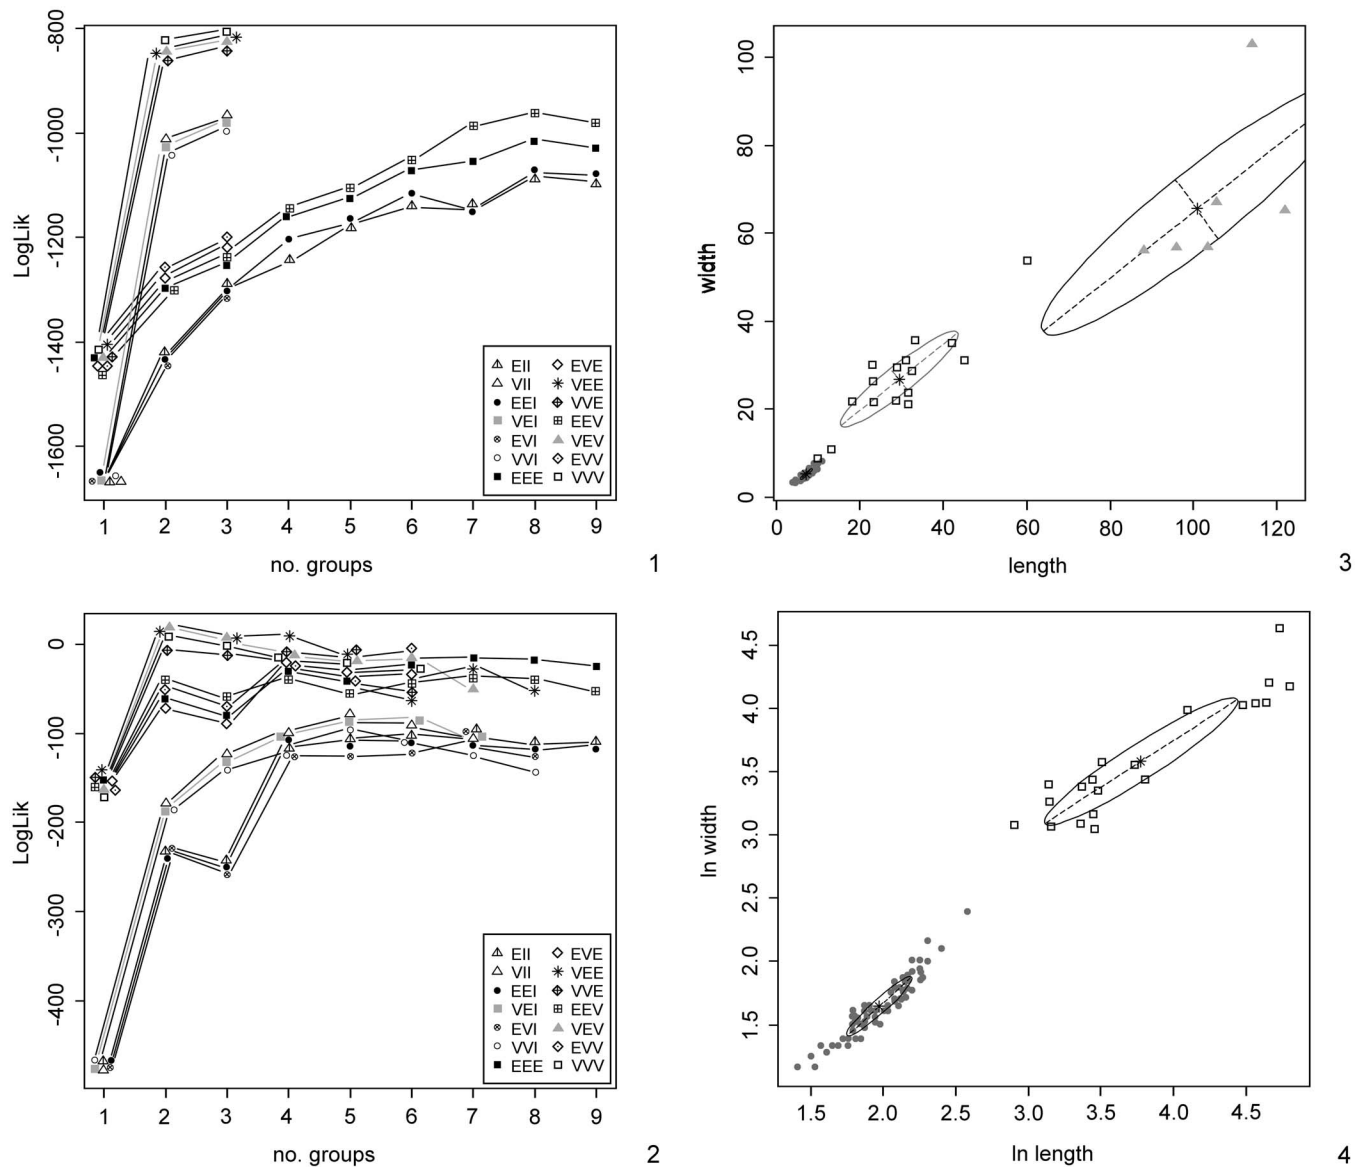 LogLik
-800
-1000
-1200
-1400
-1600
1 2 3 4 5 6 7 8 9
no. groups
EII EVE
VII VEE
EEI VVE
VEI EEV
EVI VEV
VVI EVV
EEE VVV
1
width
100
80
60
40
20
0
0 20 40 60 80 100 120
length
3
LogLik
0
-100
-200
-300
-400
1 2 3 4 5 6 7 8 9
no. groups
EII EVE
VII VEE
EEI VVE
VEI EEV
EVI VEV
VVI EVV
EEE VVV
2
ln width
4.5
4.0
3.5
3.0
2.5
2.0
1.5
1.5 2.0 2.5 3.0 3.5 4.0 4.5
ln length
4